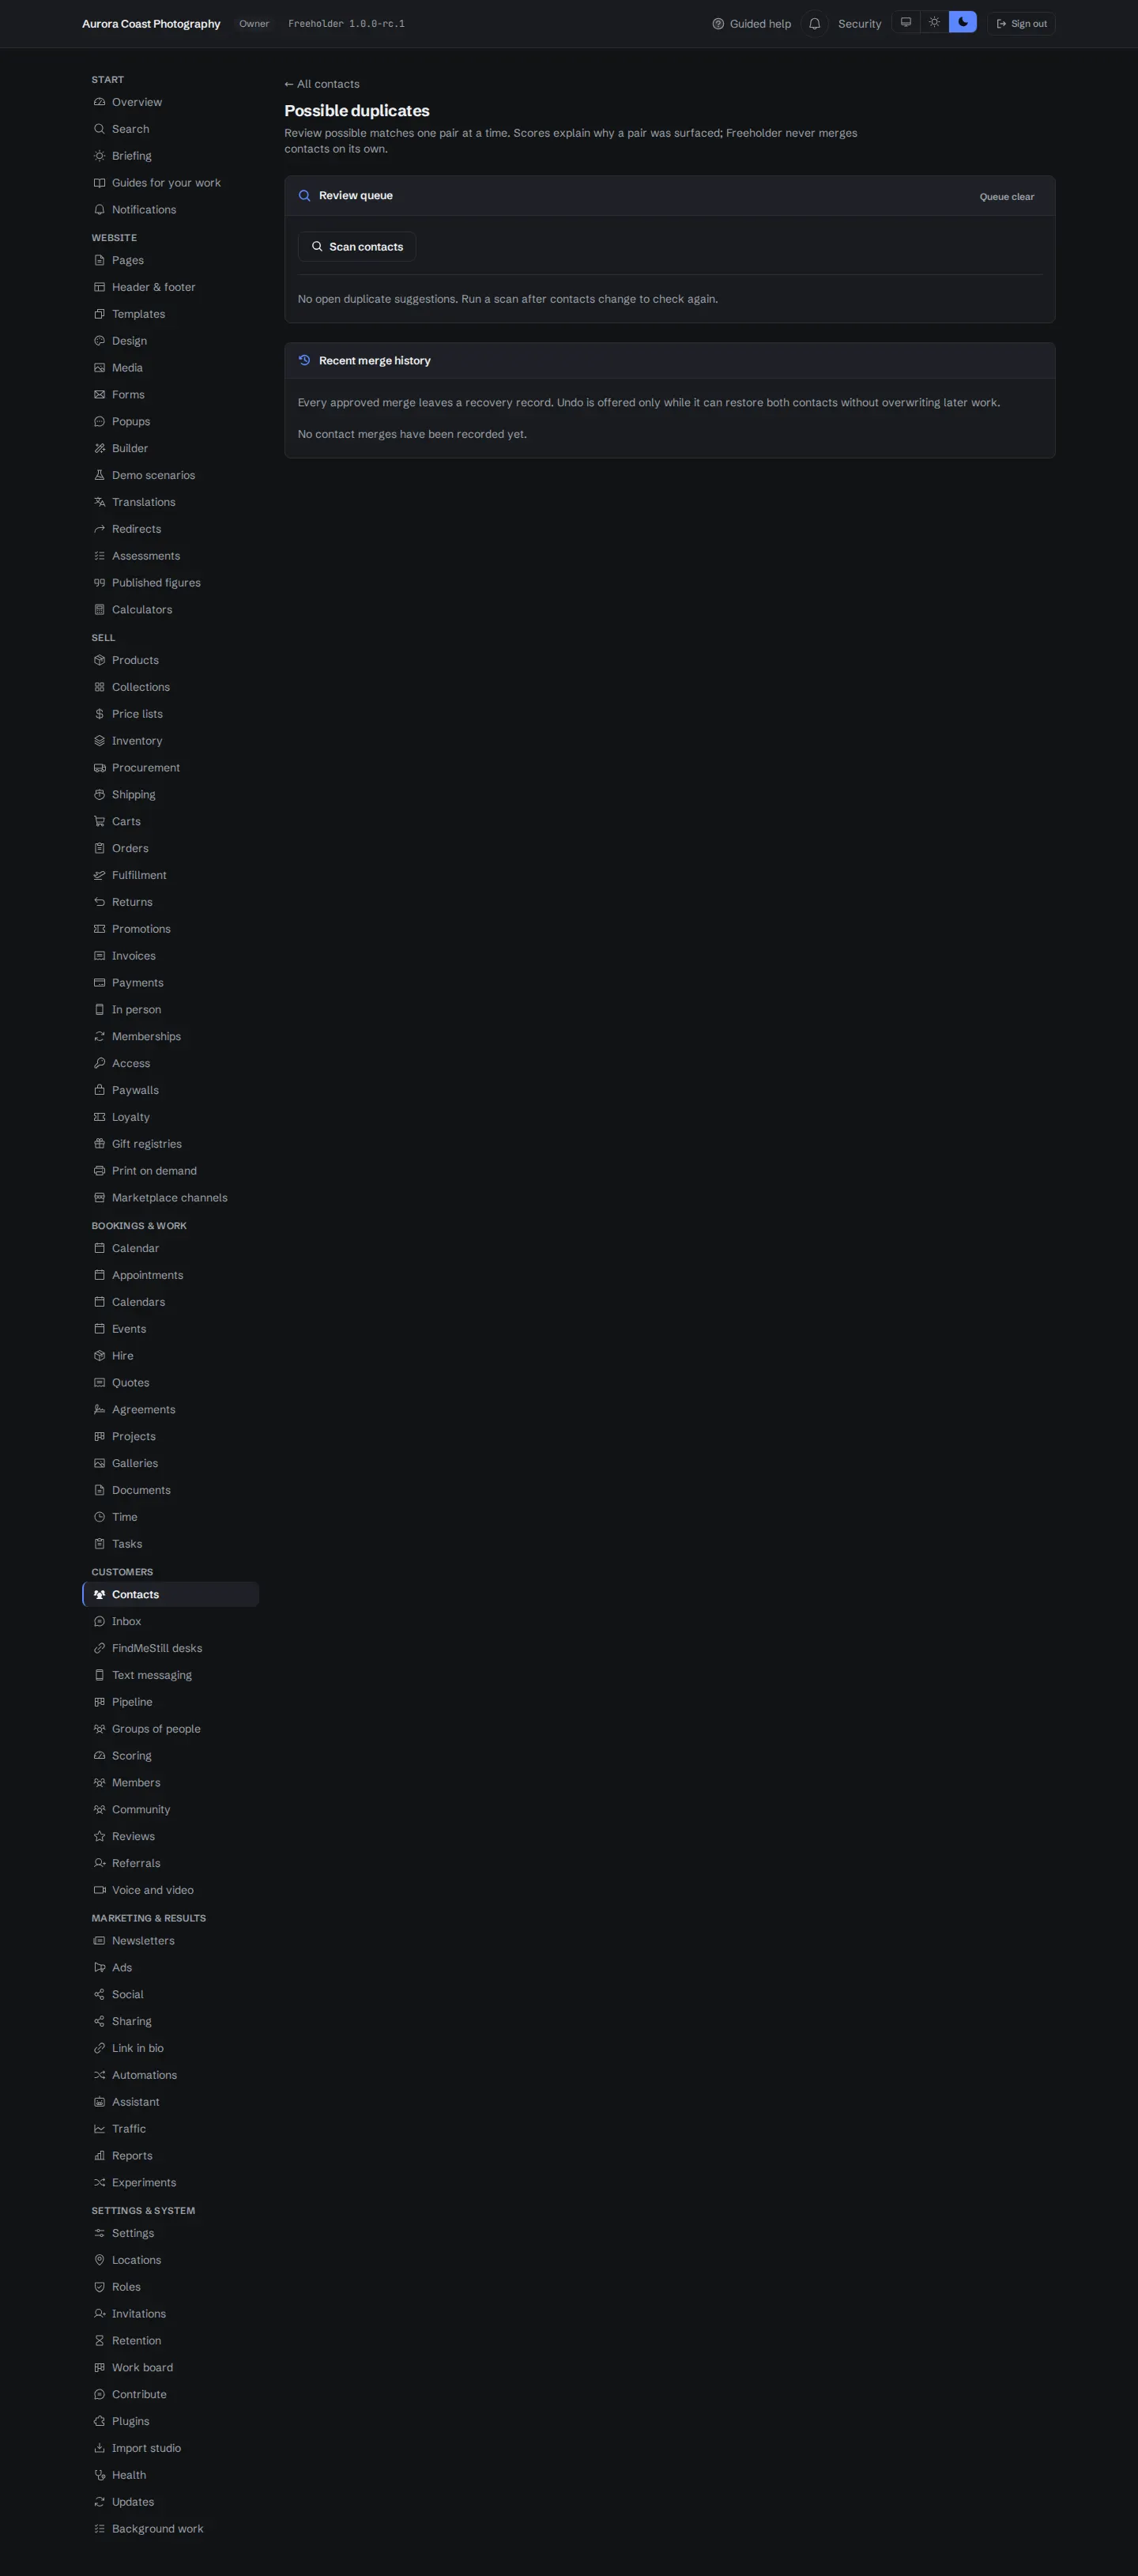 Aurora Coast Photography Owner Freeholder 1.0.0-rc.1 Guided help Security Sign out
START
Overview
Search
Briefing
Guides for your work
Notifications
WEBSITE
Pages
Header & footer
Templates
Design
Media
Forms
Popups
Builder
Demo scenarios
Translations
Redirects
Assessments
Published figures
Calculators
SELL
Products
Collections
Price lists
Inventory
Procurement
Shipping
Carts
Orders
Fulfillment
Returns
Promotions
Invoices
Payments
In person
Memberships
Access
Paywalls
Loyalty
Gift registries
Print on demand
Marketplace channels
BOOKINGS & WORK
Calendar
Appointments
Calendars
Events
Hire
Quotes
Agreements
Projects
Galleries
Documents
Time
Tasks
CUSTOMERS
Contacts
Inbox
FindMeStill desks
Text messaging
Pipeline
Groups of people
Scoring
Members
Community
Reviews
Referrals
Voice and video
MARKETING & RESULTS
Newsletters
Ads
Social
Sharing
Link in bio
Automations
Assistant
Traffic
Reports
Experiments
SETTINGS & SYSTEM
Settings
Locations
Roles
Invitations
Retention
Work board
Contribute
Plugins
Import studio
Health
Updates
Background work
← All contacts
Possible duplicates
Review possible matches one pair at a time. Scores explain why a pair was surfaced; Freeholder never merges
contacts on its own.
Review queue Queue clear
Scan contacts
No open duplicate suggestions. Run a scan after contacts change to check again.
Recent merge history
Every approved merge leaves a recovery record. Undo is offered only while it can restore both contacts without overwriting later work.
No contact merges have been recorded yet.